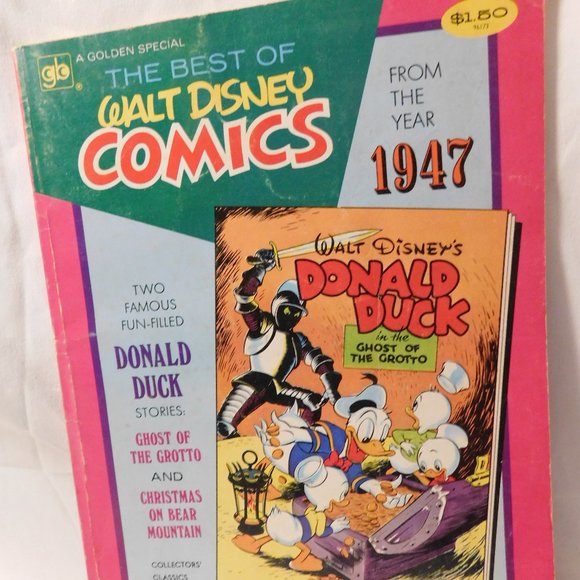 $1.50
A GOLDEN SPECIAL
gb
®
THE BEST OF
WALT DISNEY
COMICS
FROM
THE
YEAR
1947
TWO
FAMOUS
FUN-FILLED
DONALD
DUCK
STORIES:
GHOST OF
THE GROTTO
AND
CHRISTMAS
ON BEAR
MOUNTAIN
COLLECTORS'
CLASSICS
WALT DISNEY'S
DONALD
DUCK
in the
GHOST OF
THE GROTTO